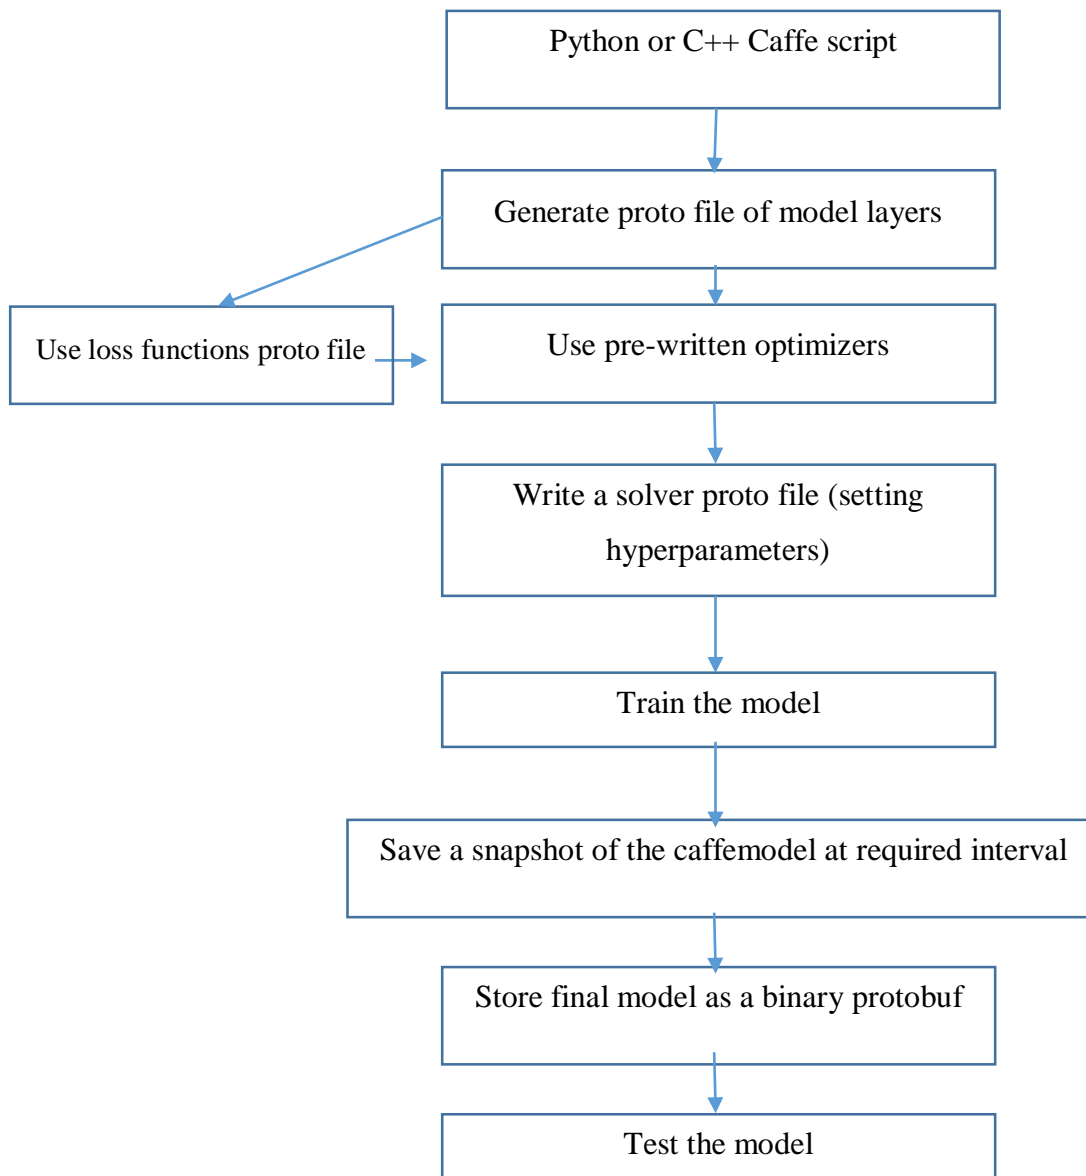 Python or C++ Caffe script
Generate proto file of model layers
Use loss functions proto file
Use pre-written optimizers
Write a solver proto file (setting
hyperparameters)
Train the model
Save a snapshot of the caffemodel at required interval
Store final model as a binary protobuf
Test the model